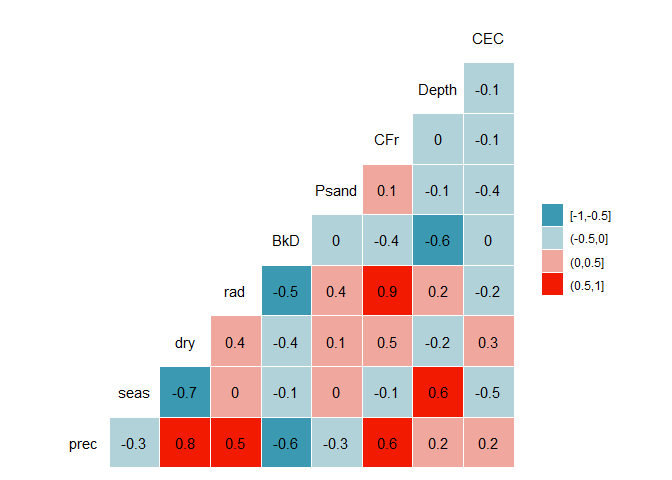 CEC
Depth -0.1
CFr 0 -0.1
Psand 0.1 -0.1 -0.4
BkD 0 -0.4 -0.6 0
rad -0.5 0.4 0.9 0.2 -0.2
dry 0.4 -0.4 0.1 0.5 -0.2 0.3
seas -0.7 0 -0.1 0 -0.1 0.6 -0.5
prec -0.3 0.8 0.5 -0.6 -0.3 0.6 0.2 0.2
[-1,-0.5]
(-0.5,0]
(0,0.5]
(0.5,1]